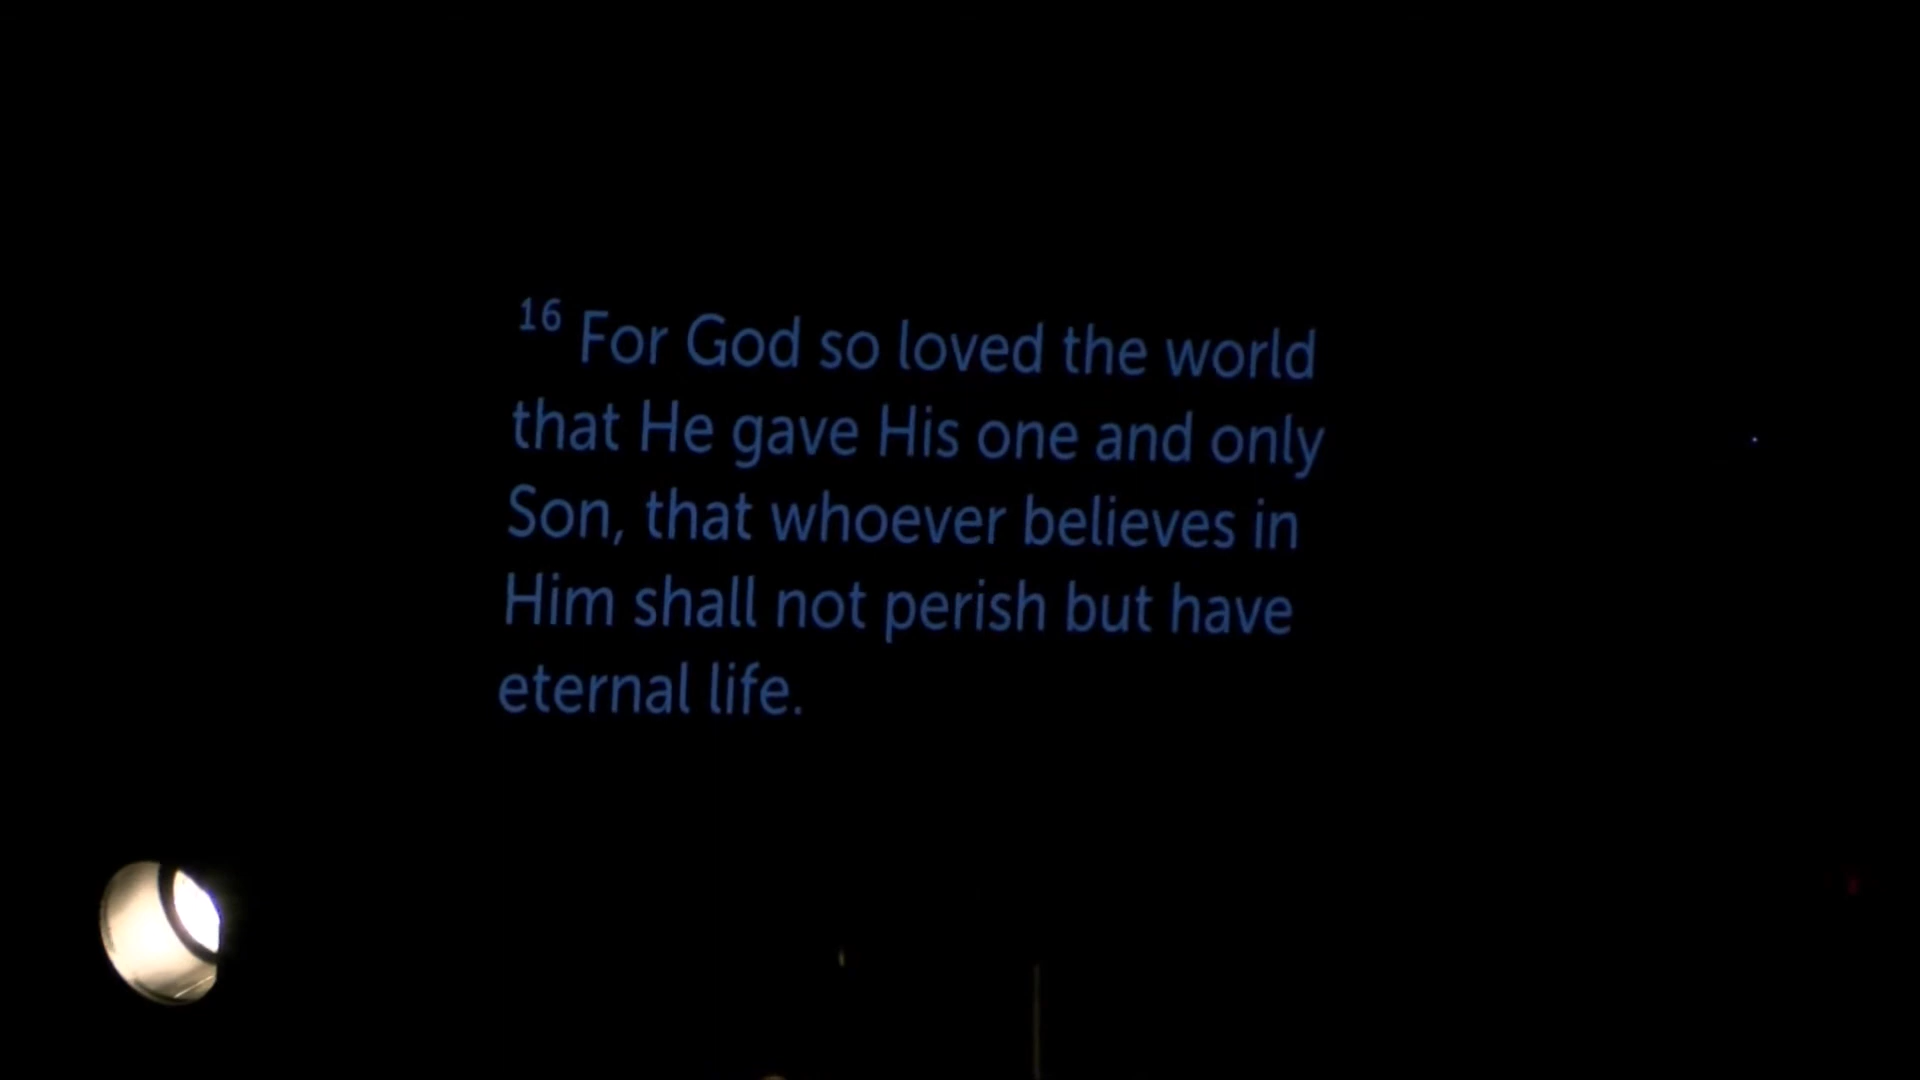 16 For God so loved the world
that He gave His one and only
Son, that whoever believes in
Him shall not perish but have
eternal life.